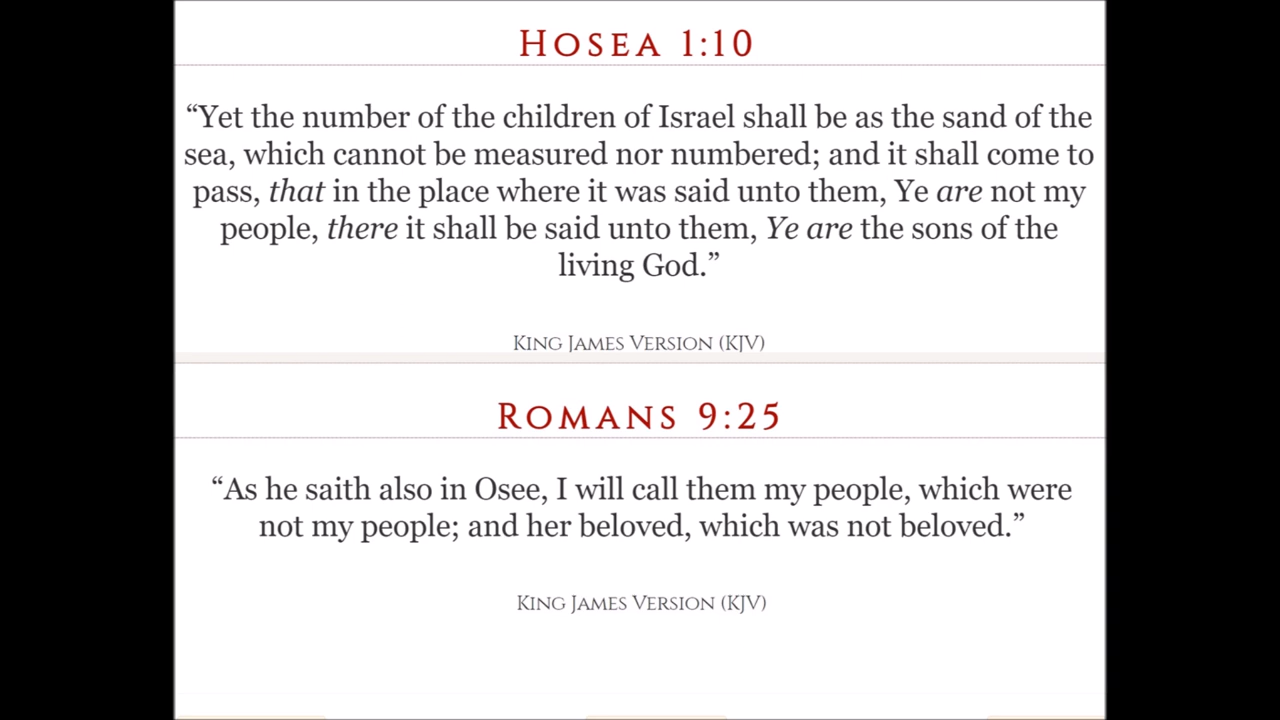 Hosea 1:10
“Yet the number of the children of Israel shall be as the sand of the
sea, which cannot be measured nor numbered; and it shall come to
pass, that in the place where it was said unto them, Ye are not my
people, there it shall be said unto them, Ye are the sons of the
living God.”
King James Version (KJV)
Romans 9:25
“As he saith also in Osee, I will call them my people, which were
not my people; and her beloved, which was not beloved.”
King James Version (KJV)